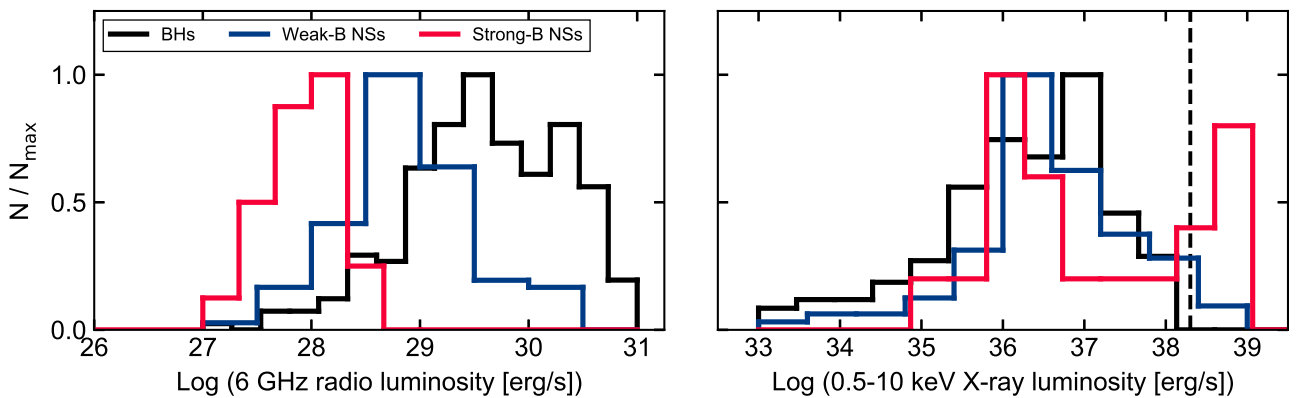 BHs Weak-B NSs Strong-B NSs
N / Nmax
1.0
0.5
0.0
26 27 28 29 30 31
Log (6 GHz radio luminosity [erg/s])
33 34 35 36 37 38 39
Log (0.5-10 keV X-ray luminosity [erg/s])